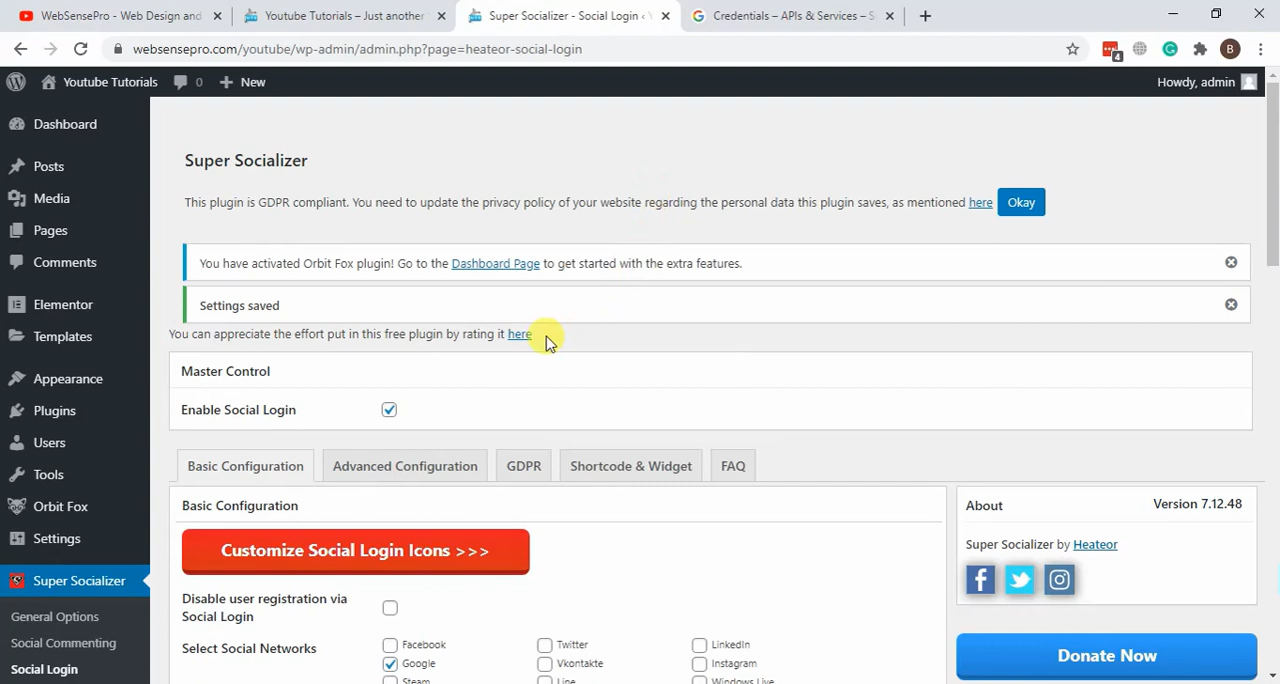 WebSensePro - Web Design and
Youtube Tutorials – Just another
Super Socializer - Social Login ‹ Y
Credentials – APIs & Services – S
websensepro.com/youtube/wp-admin/admin.php?page=heateor-social-login
4
B
Youtube Tutorials
0
New
Howdy, admin
Dashboard
Posts
Media
Pages
Comments
Elementor
Templates
Appearance
Plugins
Users
Tools
Orbit Fox
Settings
Super Socializer
General Options
Social Commenting
Social Login
Super Socializer
This plugin is GDPR compliant. You need to update the privacy policy of your website regarding the personal data this plugin saves, as mentioned here
Okay
You have activated Orbit Fox plugin! Go to the Dashboard Page to get started with the extra features.
Settings saved
You can appreciate the effort put in this free plugin by rating it here
Master Control
Enable Social Login
Basic Configuration
Advanced Configuration
GDPR
Shortcode & Widget
FAQ
Basic Configuration
Customize Social Login Icons >>>
Disable user registration via
Social Login
Select Social Networks
Facebook
Twitter
LinkedIn
Google
Vkontakte
Instagram
Steam
Line
Windows Live
About
Version 7.12.48
Super Socializer by Heateor
Donate Now